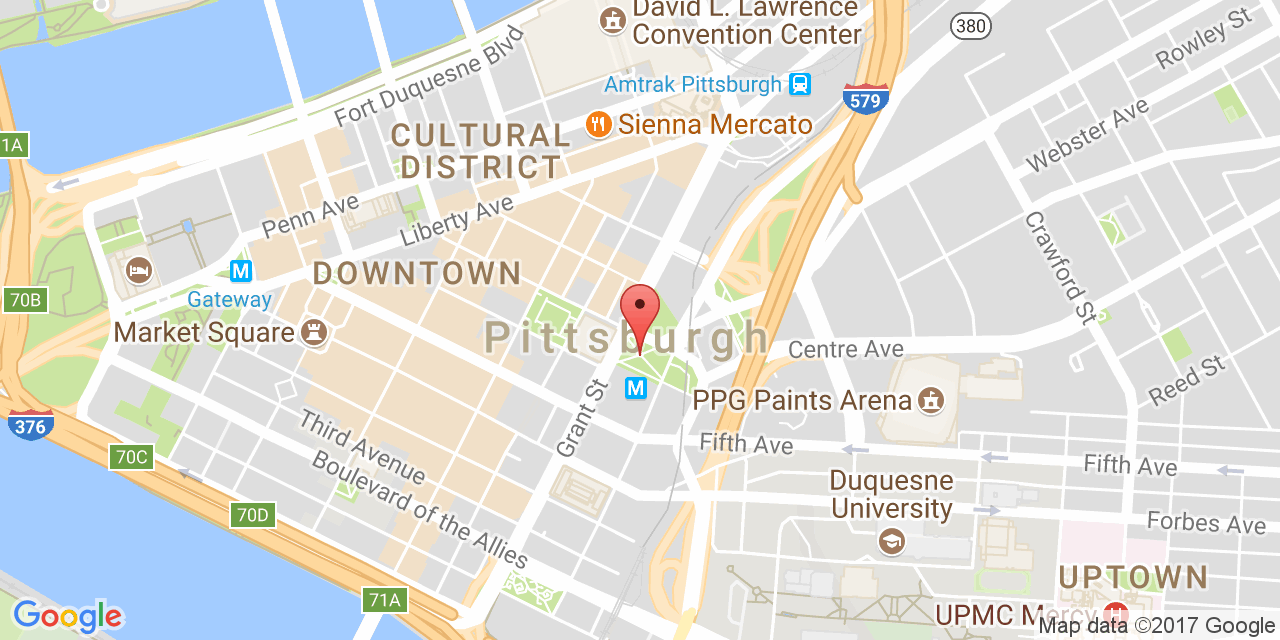 David L. Lawrence
Convention Center
380
Rowley St
Fort Duquesne Blvd
Amtrak Pittsburgh
579
Sienna Mercato
Webster Ave
CULTURAL
DISTRICT
1A
Penn Ave
Liberty Ave
Crawford St
DOWNTOWN
M
Gateway
70B
Market Square
Pittsburgh
Centre Ave
M
Reed St
PPG Paints Arena
Grant St
376
Third Avenue
Fifth Ave
70C
Boulevard of the Allies
Fifth Ave
Duquesne
University
70D
Forbes Ave
UPTOWN
71A
UPMC Mercy
H
Google
Map data ©2017 Google